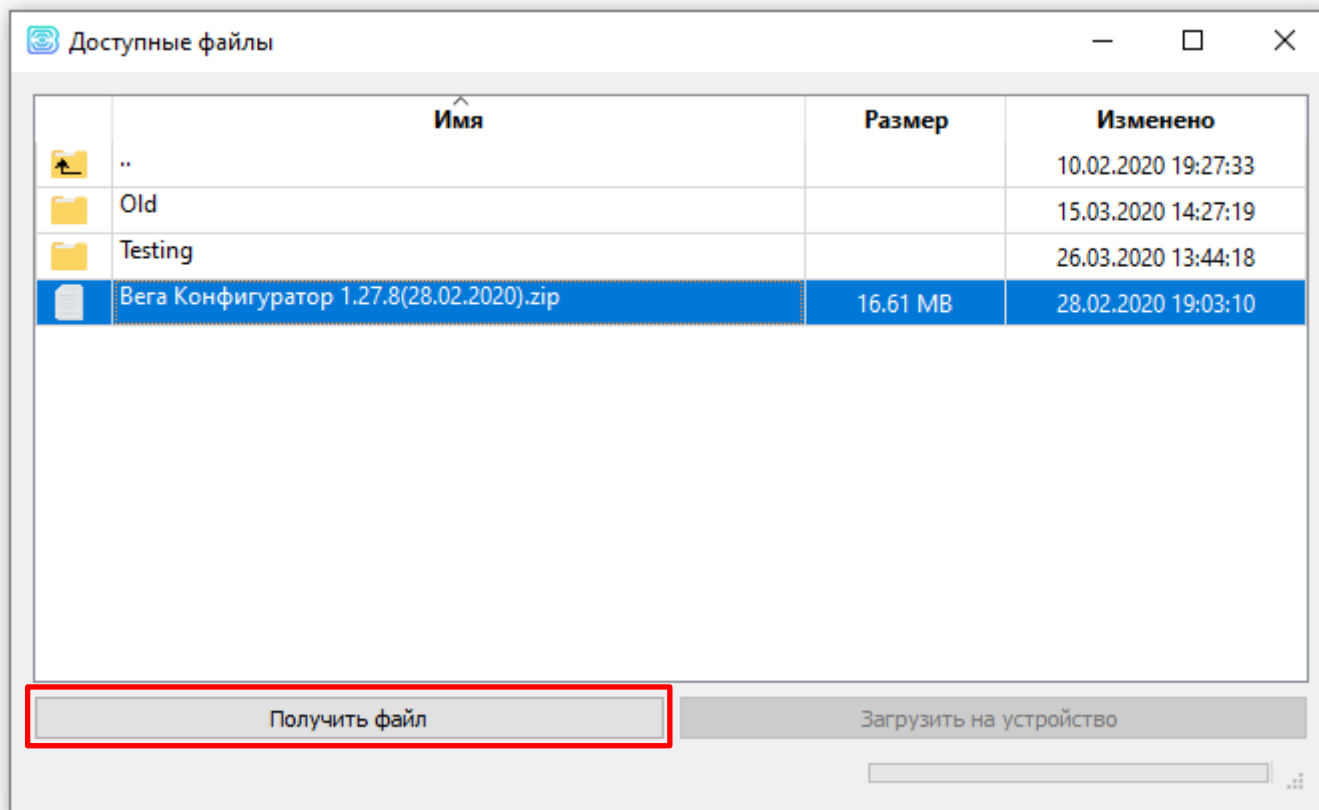 Доступные файлы
Имя Размер Изменено
.. 10.02.2020 19:27:33
Old 15.03.2020 14:27:19
Testing 26.03.2020 13:44:18
Вега Конфигуратор 1.27.8(28.02.2020).zip 16.61 MB 28.02.2020 19:03:10
Получить файл Загрузить на устройство